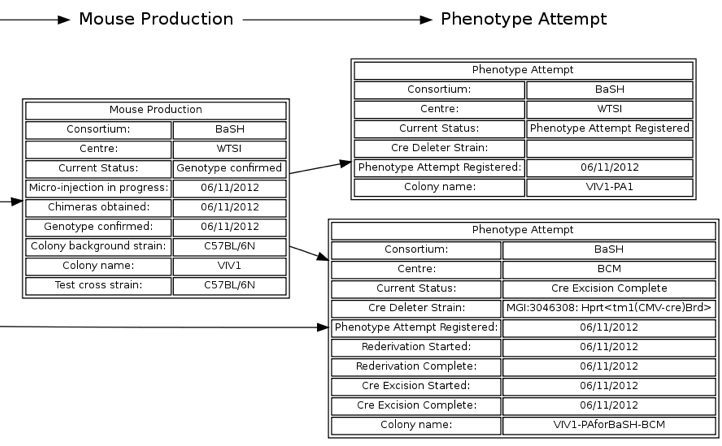 Mouse Production
Phenotype Attempt
Mouse Production
Consortium: BaSH
Centre: WTSI
Current Status: Genotype confirmed
Micro-injection in progress: 06/11/2012
Chimeras obtained: 06/11/2012
Genotype confirmed: 06/11/2012
Colony background strain: C57BL/6N
Colony name: VIV1
Test cross strain: C57BL/6N
Phenotype Attempt
Consortium: BaSH
Centre: WTSI
Current Status: Phenotype Attempt Registered
Cre Deleter Strain:
Phenotype Attempt Registered: 06/11/2012
Colony name: VIV1-PA1
Phenotype Attempt
Consortium: BaSH
Centre: BCM
Current Status: Cre Excision Complete
Cre Deleter Strain: MGI:3046308: Hprt<tm1(CMV-cre)Brd>
Phenotype Attempt Registered: 06/11/2012
Rederivation Started: 06/11/2012
Rederivation Complete: 06/11/2012
Cre Excision Started: 06/11/2012
Cre Excision Complete: 06/11/2012
Colony name: VIV1-PAforBaSH-BCM